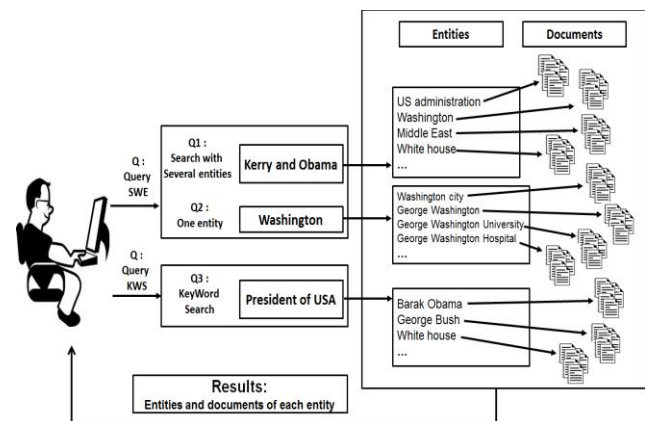 Entities
Documents
US administration
Washington
Middle East
White house
...
Q :
Query
SWE
Q1 :
Search with
Several entities
Kerry and Obama
Q2 :
One entity
Washington
Washington city
George Washington
George Washington University
George Washington Hospital
...
Q :
Query
KWS
Q3 :
KeyWord
Search
President of USA
Barak Obama
George Bush
White house
...
Results:
Entities and documents of each entity